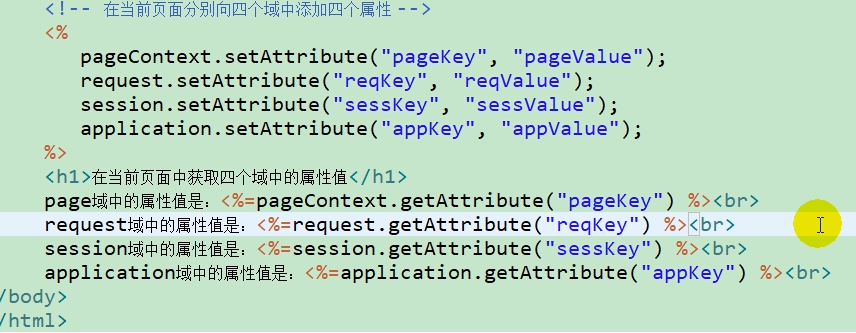 <!-- 在当前页面分别向四个域中添加四个属性 -->
<%
pageContext.setAttribute("pageKey", "pageValue");
request.setAttribute("reqKey", "reqValue");
session.setAttribute("sessKey", "sessValue");
application.setAttribute("appKey", "appValue");
%>
<h1>在当前页面中获取四个域中的属性值</h1>
page域中的属性值是：<%=pageContext.getAttribute("pageKey") %><br>
request域中的属性值是：<%=request.getAttribute("reqKey") %><br>
session域中的属性值是：<%=session.getAttribute("sessKey") %><br>
application域中的属性值是：<%=application.getAttribute("appKey") %><br>
/body>
/html>